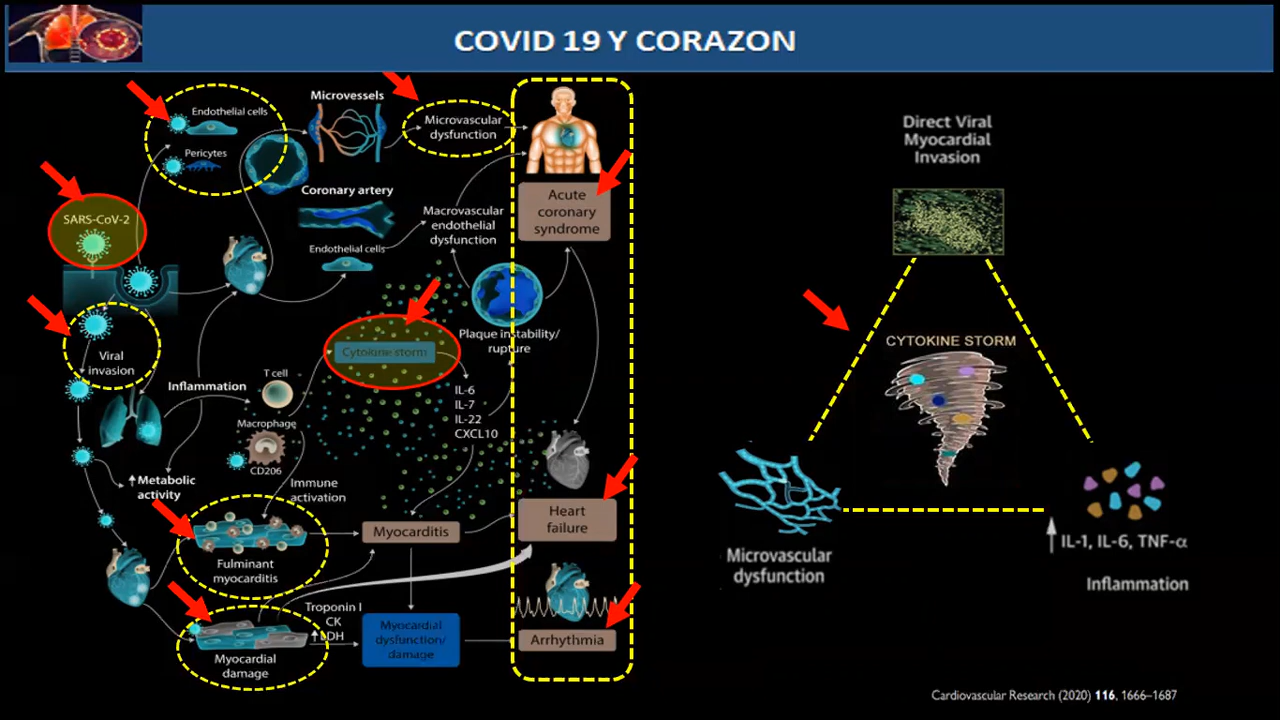 COVID 19 Y CORAZON
Microvessels
Endothelial cells
Pericytes
Microvascular
dysfunction
Coronary artery
SARS-CoV-2
Macrovascular
endothelial
dysfunction
Endothelial cells
Acute
coronary
syndrome
Viral
invasion
Cytokine storm
Plaque instability/
rupture
Inflammation
T cell
Macrophage
CD206
IL-6
IL-7
IL-22
CXCL10
↑ Metabolic
activity
Immune
activation
Fulminant
myocarditis
Myocarditis
Heart
failure
Troponin I
CK
↑ LDH
Myocardial
damage
Myocardial
dysfunction/
damage
Arrhythmia
Direct Viral
Myocardial
Invasion
CYTOKINE STORM
Microvascular
dysfunction
↑ IL-1, IL-6, TNF-α
Inflammation
Cardiovascular Research (2020) 116, 1666–1687